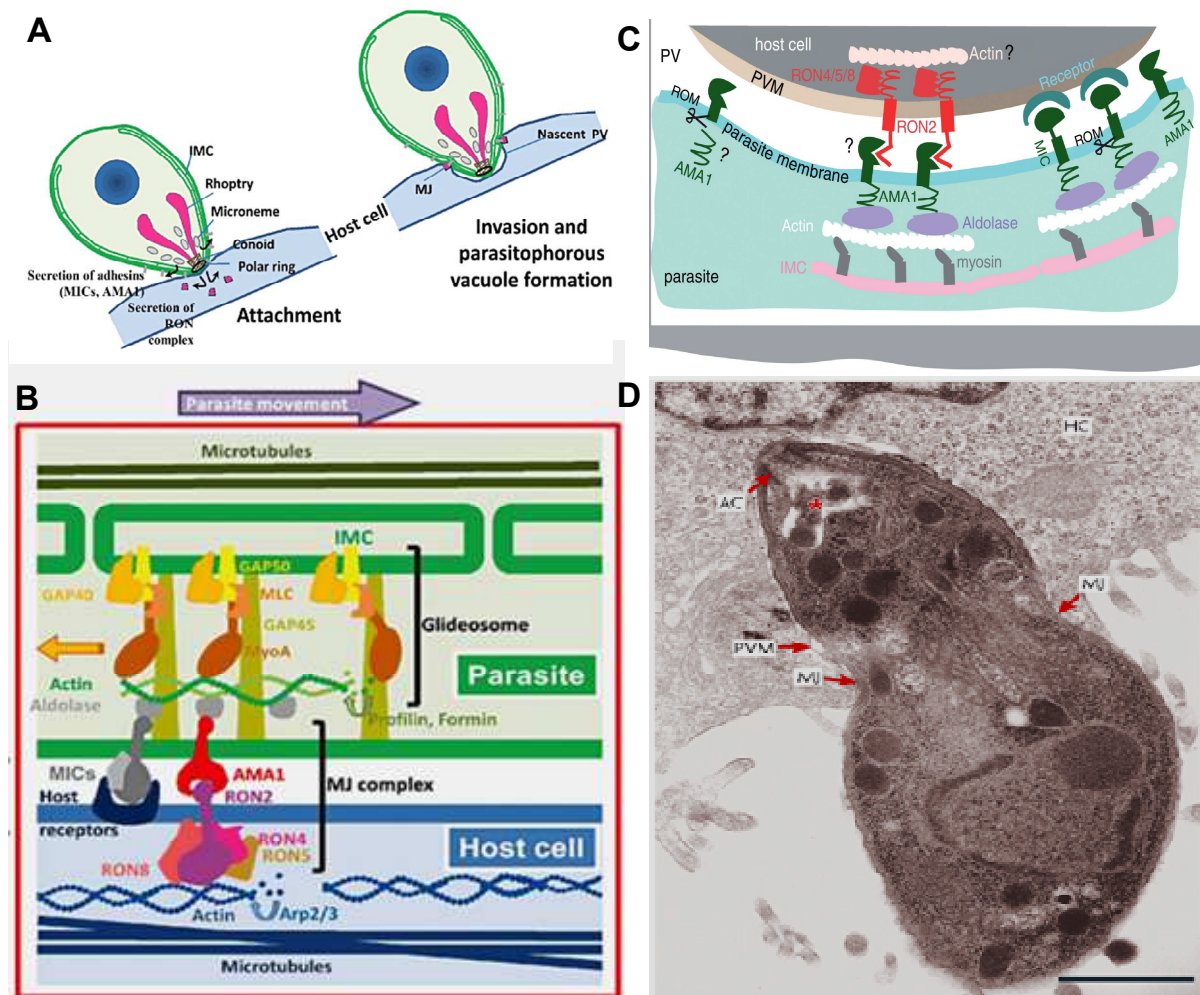 A
IMC
Rhoptry
Microneme
Conoid
Polar ring
Secretion of adhesins
(MICs, AMA1)
Secretion of
RON
complex
Attachment
Host cell
MJ
Nascent PV
Invasion and
parasitophorous
vacuole formation
B
Parasite movement
Microtubules
IMC
GAP50
GAP40
MLC
GAP45
MyoA
Glideosome
Parasite
Actin
Aldolase
Profilin, Formin
MICs
AMA1
MJ complex
Host
receptors
RON2
RON4
RON5
RON8
Host cell
Actin
Arp2/3
Microtubules
C
PV
host cell
Actin ?
RON4/5/8
PVM
Receptor
ROM
RON2
parasite membrane
?
AMA1
?
AMA1
MIC
ROM
AMA1
Actin
Aldolase
myosin
IMC
parasite
D
HC
AC
*
MJ
PVM
MJ